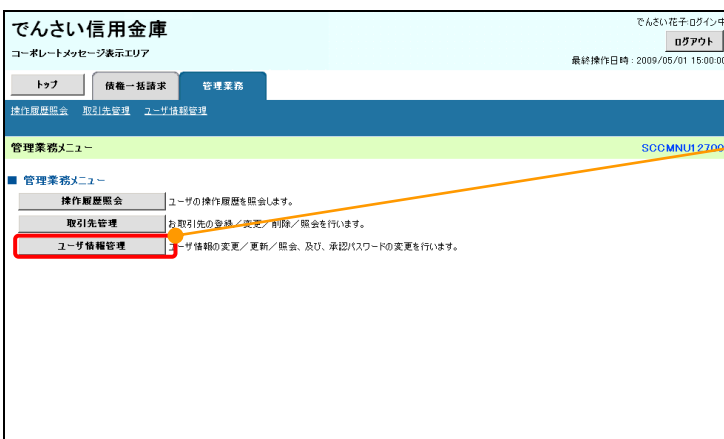 でんさい信用金庫
コーポレートメッセージ表示エリア
でんさい花子:ログイン中
ログアウト
最終操作日時:2009/05/01 15:00:00
トップ 債権一括請求 管理業務
操作履歴照会 取引先管理 ユーザ情報管理
管理業務メニュー SCCMNU12700
■ 管理業務メニュー
操作履歴照会 ユーザの操作履歴を照会します。
取引先管理 お取引先の登録/変更/削除/照会を行います。
ユーザ情報管理 ユーザ情報の変更/更新/照会、及び、承認パスワードの変更を行います。